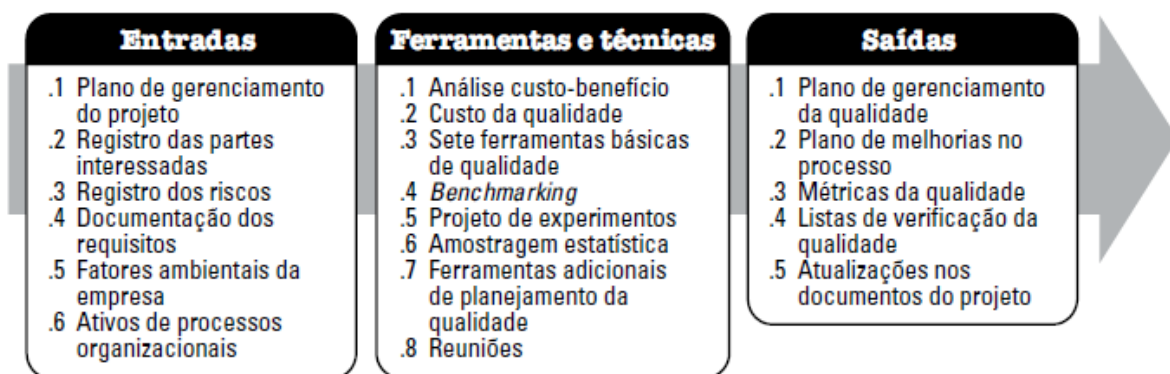 Entradas
.1 Plano de gerenciamento
do projeto
.2 Registro das partes
interessadas
.3 Registro dos riscos
.4 Documentação dos
requisitos
.5 Fatores ambientais da
empresa
.6 Ativos de processos
organizacionais
Ferramentas e técnicas
.1 Análise custo-benefício
.2 Custo da qualidade
.3 Sete ferramentas básicas
de qualidade
.4 Benchmarking
.5 Projeto de experimentos
.6 Amostragem estatística
.7 Ferramentas adicionais
de planejamento da
qualidade
.8 Reuniões
Saídas
.1 Plano de gerenciamento
da qualidade
.2 Plano de melhorias no
processo
.3 Métricas da qualidade
.4 Listas de verificação da
qualidade
.5 Atualizações nos
documentos do projeto